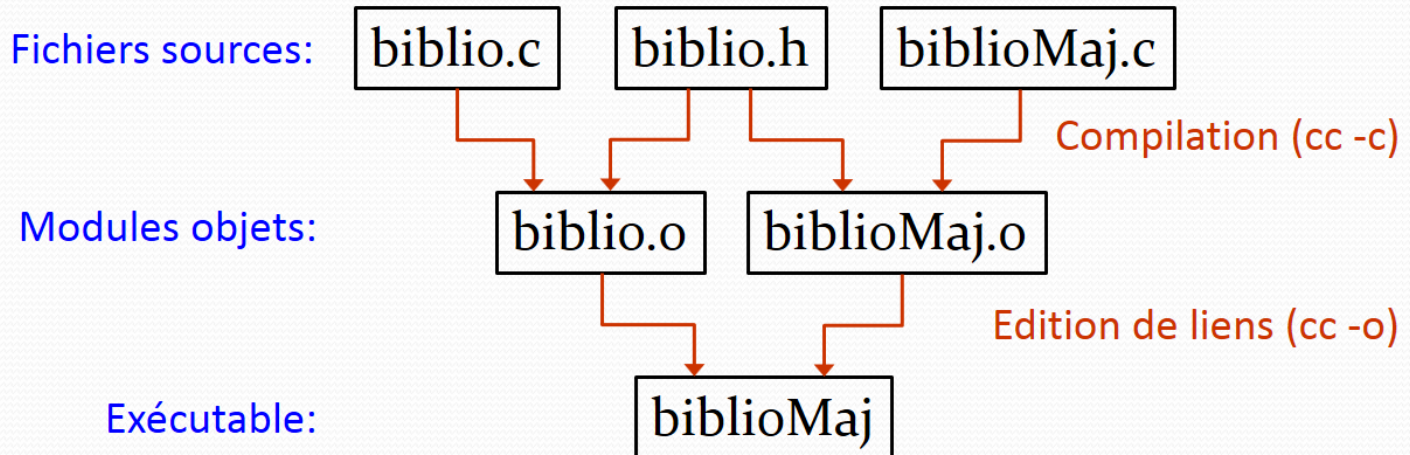 Fichiers sources: biblio.c biblio.h biblioMaj.c
Compilation (cc -c)
Modules objets: biblio.o biblioMaj.o
Edition de liens (cc -o)
Exécutable: biblioMaj